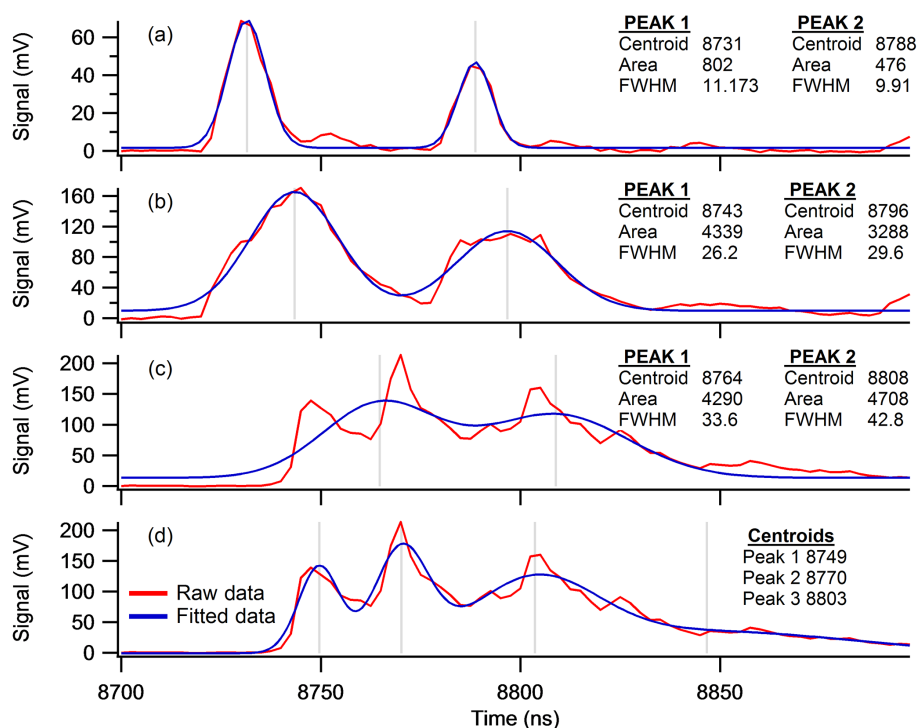 Signal (mV)
60
40
20
0
(a)
PEAK 1
Centroid 8731
Area 802
FWHM 11.173
PEAK 2
Centroid 8788
Area 476
FWHM 9.91
Signal (mV)
160
120
80
40
0
(b)
PEAK 1
Centroid 8743
Area 4339
FWHM 26.2
PEAK 2
Centroid 8796
Area 3288
FWHM 29.6
Signal (mV)
200
150
100
50
0
(c)
PEAK 1
Centroid 8764
Area 4290
FWHM 33.6
PEAK 2
Centroid 8808
Area 4708
FWHM 42.8
Signal (mV)
200
150
100
50
0
(d)
Raw data
Fitted data
Centroids
Peak 1 8749
Peak 2 8770
Peak 3 8803
8700
8750
8800
8850
Time (ns)